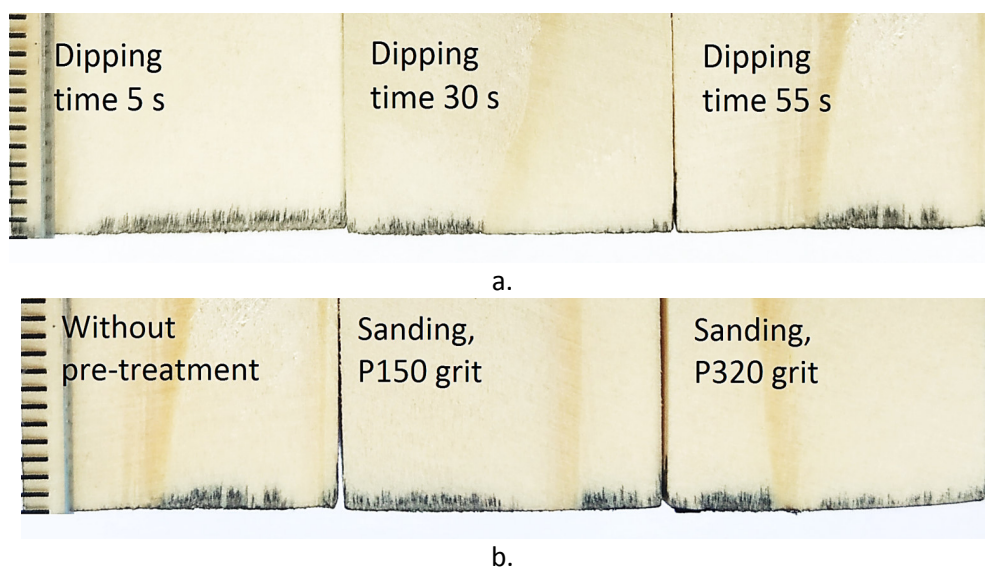 Dipping
time 5 s
Dipping
time 30 s
Dipping
time 55 s
a.
Without
pre-treatment
Sanding,
P150 grit
Sanding,
P320 grit
b.